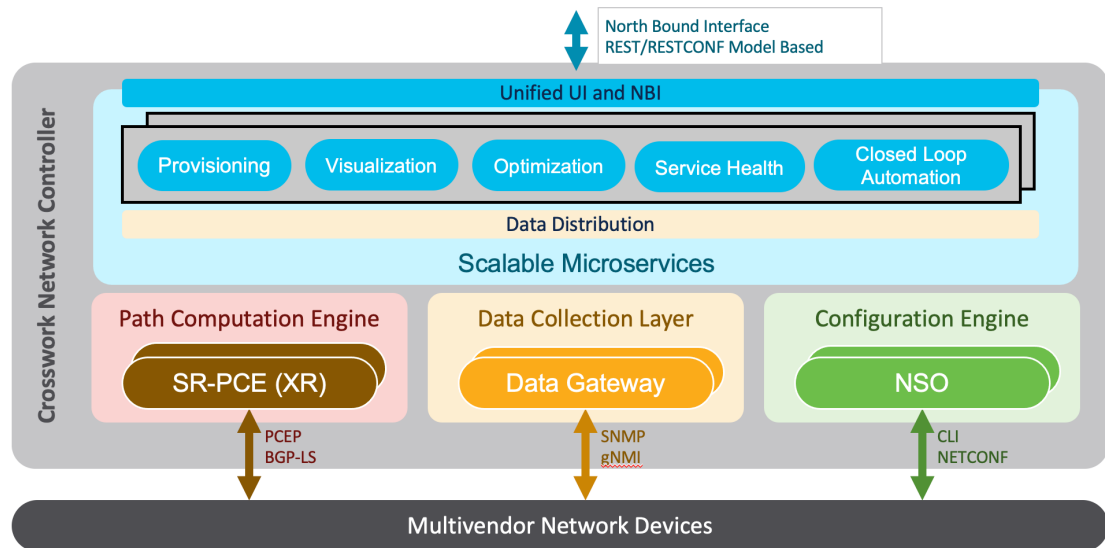 North Bound Interface
REST/RESTCONF Model Based
Crosswork Network Controller
Unified UI and NBI
Provisioning
Visualization
Optimization
Service Health
Closed Loop
Automation
Data Distribution
Scalable Microservices
Path Computation Engine
SR-PCE (XR)
Data Collection Layer
Data Gateway
Configuration Engine
NSO
PCEP
BGP-LS
SNMP
gNMI
CLI
NETCONF
Multivendor Network Devices